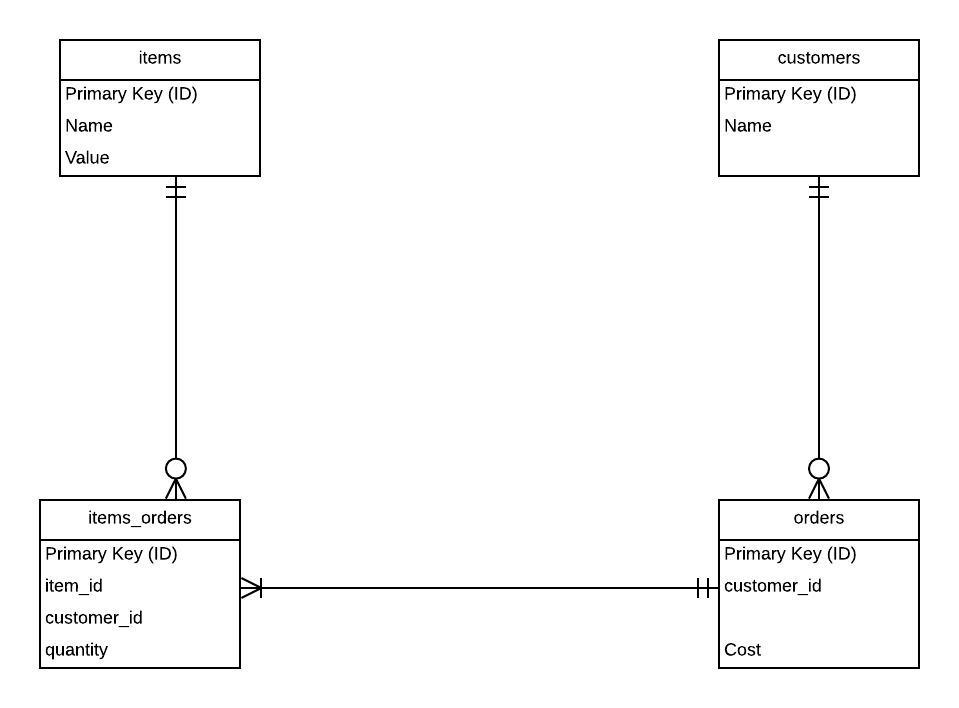 items
Primary Key (ID)
Name
Value
customers
Primary Key (ID)
Name
items_orders
Primary Key (ID)
item_id
customer_id
quantity
orders
Primary Key (ID)
customer_id
Cost